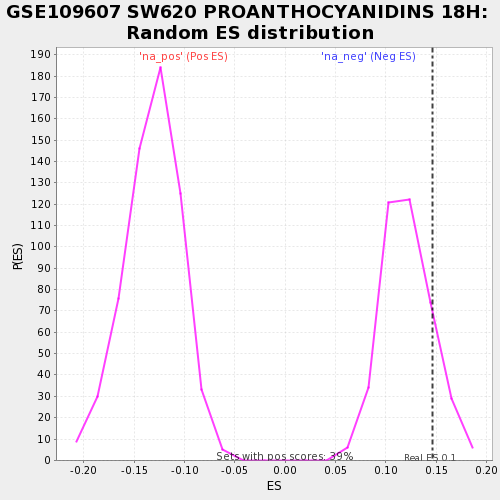 GSE109607 SW620 PROANTHOCYANIDINS 18H:
Random ES distribution
'na_pos' (Pos ES) 'na_neg' (Neg ES)
190
180
170
160
150
140
130
120
110
100
90
80
70
60
50
40
30
20
10
0
P(ES)
Sets with pos scores: 39%
Real ES 0.1
-0.20 -0.15 -0.10 -0.05 0.00 0.05 0.10 0.15 0.20
ES